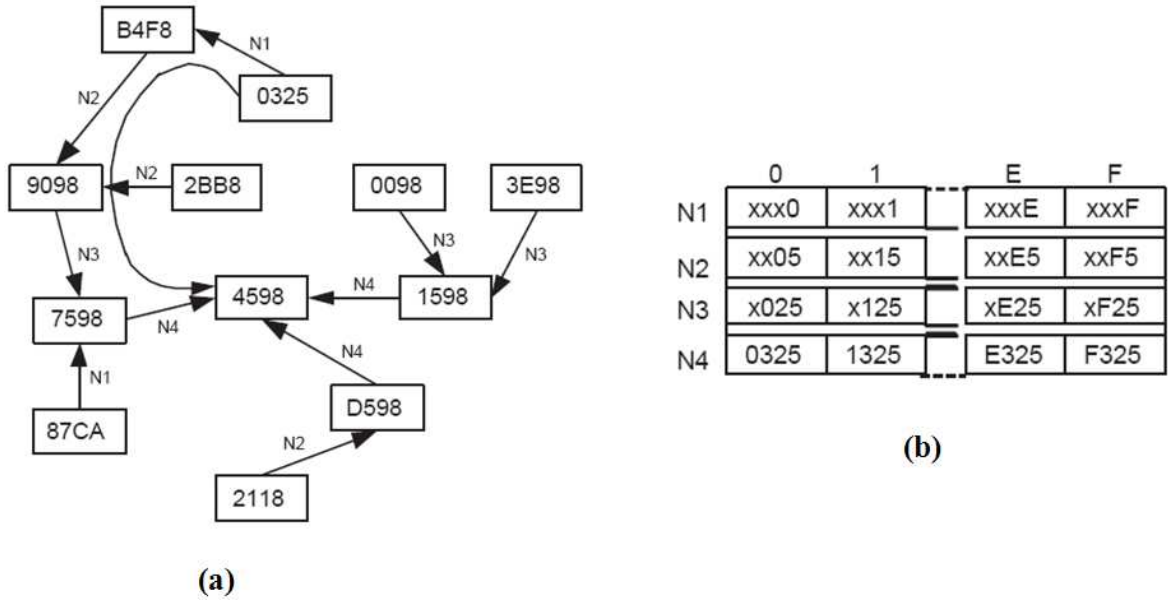 B4F8
N1
0325
N2
9098
N2
2BB8
0098
3E98
N3
N3
N3
4598
N4
1598
7598
N4
N1
N4
87CA
D598
N2
2118
(a)
0 1 E F
N1 xxx0 xxx1 xxxE xxxF
N2 xx05 xx15 xxE5 xxF5
N3 x025 x125 xE25 xF25
N4 0325 1325 E325 F325
(b)